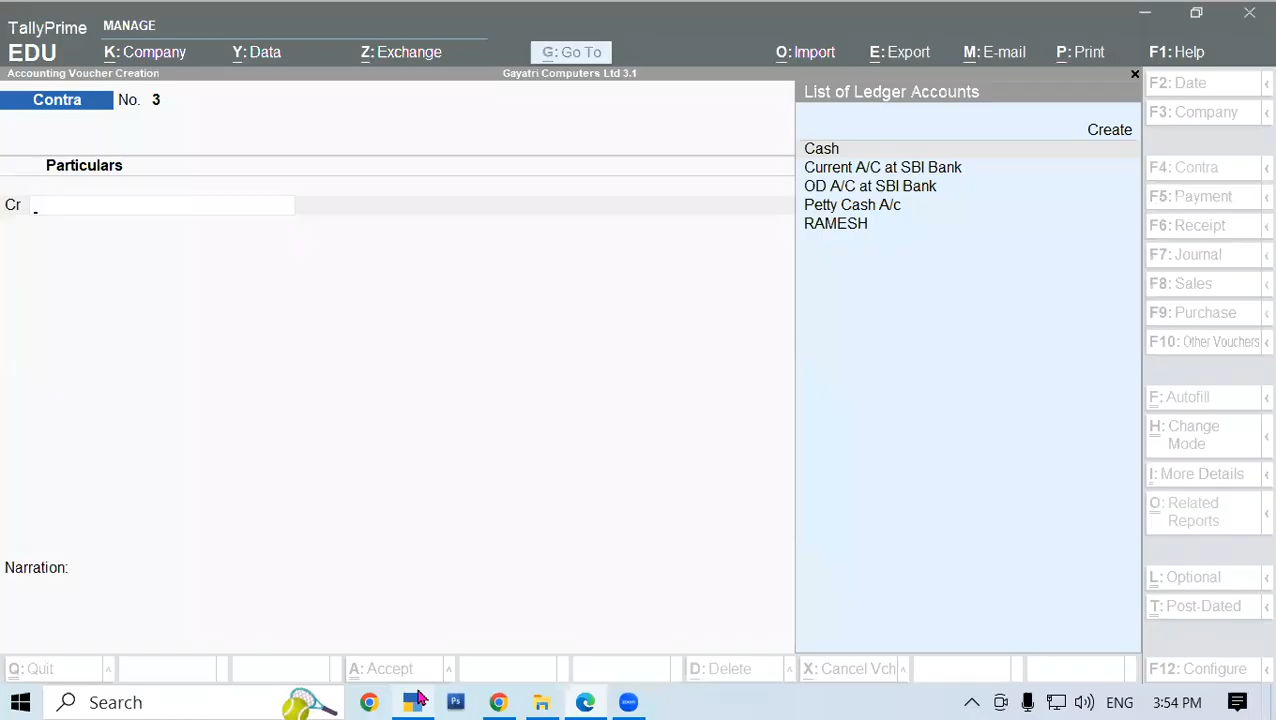 TallyPrime MANAGE
EDU K: Company Y: Data Z: Exchange G: Go To O: Import E: Export M: E-mail P: Print F1: Help
Accounting Voucher Creation Gayatri Computers Ltd 3.1
Contra No. 3
Particulars
Cr
Narration:
List of Ledger Accounts
Create
Cash
Current A/C at SBI Bank
OD A/C at SBI Bank
Petty Cash A/c
RAMESH
F2: Date
F3: Company
F4: Contra
F5: Payment
F6: Receipt
F7: Journal
F8: Sales
F9: Purchase
F10: Other Vouchers
F: Autofill
H: Change
Mode
I: More Details
O: Related
Reports
L: Optional
T: Post-Dated
Q: Quit A: Accept D: Delete X: Cancel Vch F12: Configure
Search Ps ENG 3:54 PM